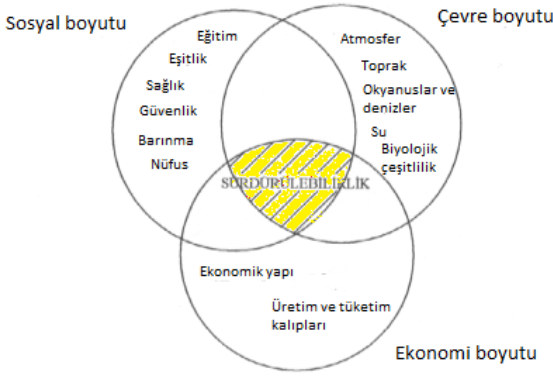 Sosyal boyutu
Çevre boyutu
Eğitim
Eşitlik
Sağlık
Güvenlik
Barınma
Nüfus
Atmosfer
Toprak
Okyanuslar ve
denizler
Su
Biyolojik
çeşitlilik
SÜRDÜRÜLEBİLİRLİK
Ekonomik yapı
Üretim ve tüketim
kalıpları
Ekonomi boyutu